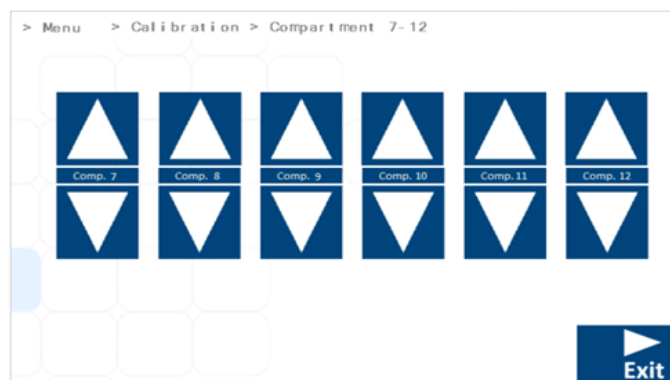 > Menu > Calibration > Compartment 7-12
Comp. 7 Comp. 8 Comp. 9 Comp. 10 Comp.11 Comp. 12
Exit